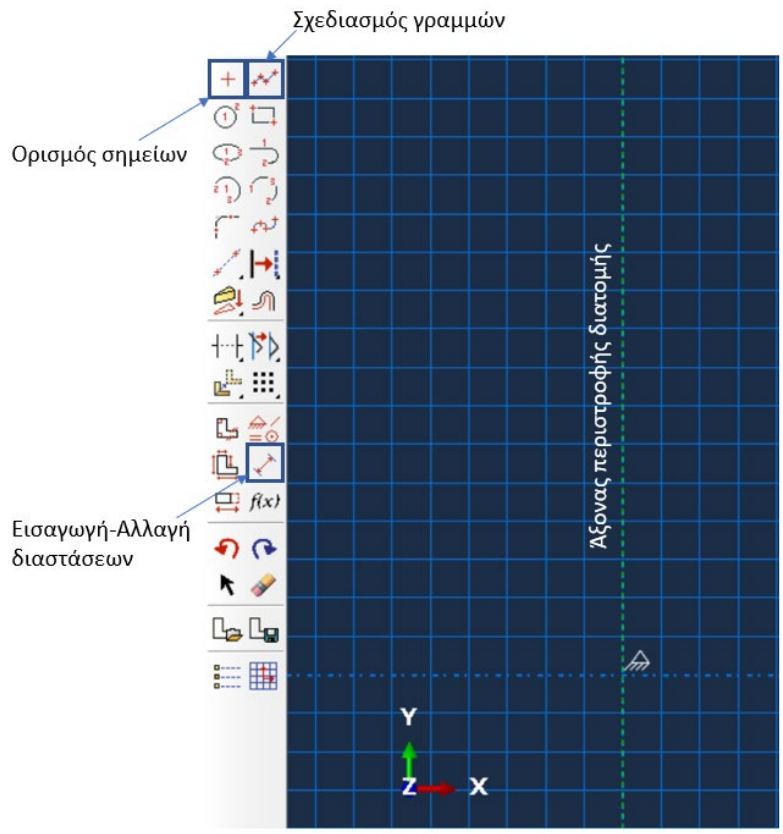 Σχεδιασμός γραμμών
Ορισμός σημείων
Άξονας περιστροφής διατομής
f(x)
Εισαγωγή-Αλλαγή
διαστάσεων
Y
Z
X